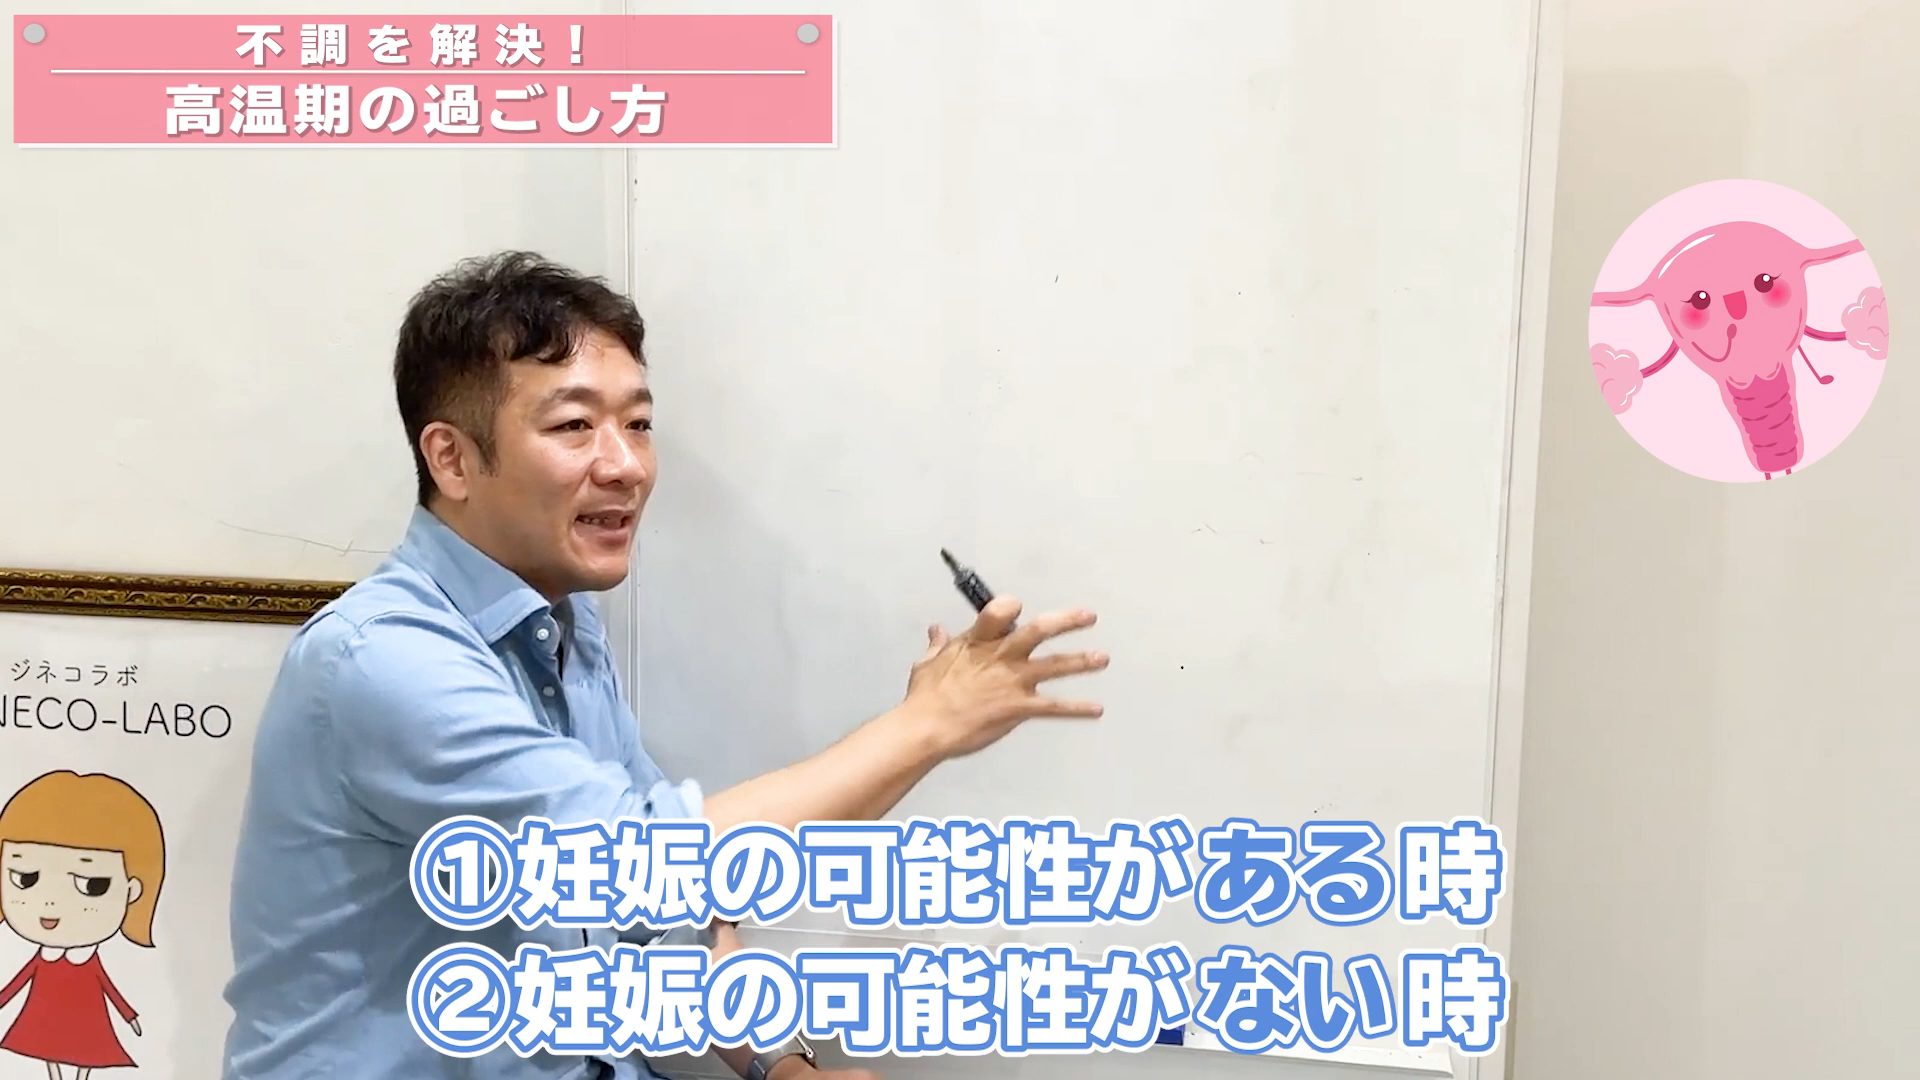 不調を解決！
高温期の過ごし方
ジネコラボ
NECO-LABO
①妊娠の可能性がある時
②妊娠の可能性がない時